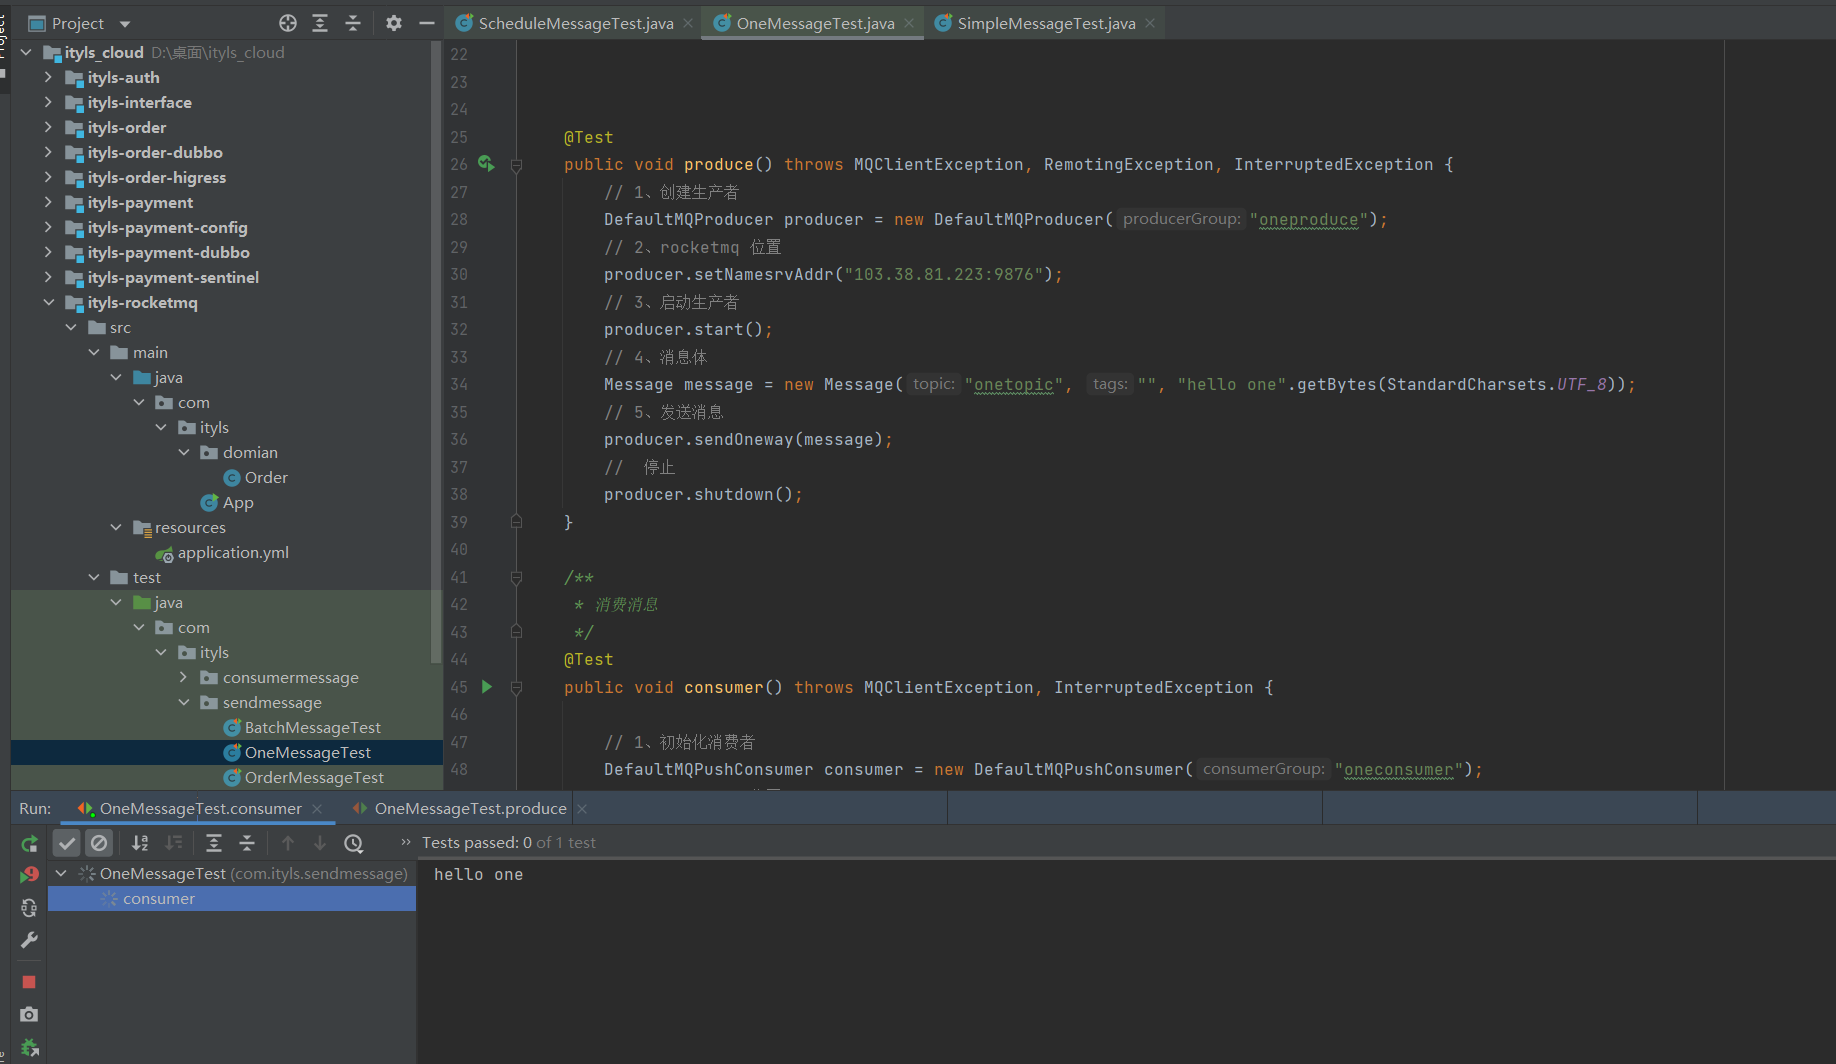 Project
ScheduleMessageTest.java
OneMessageTest.java
SimpleMessageTest.java
ityls_cloud D:\桌面\ityls_cloud
ityls-auth
ityls-interface
ityls-order
ityls-order-dubbo
ityls-order-higress
ityls-payment
ityls-payment-config
ityls-payment-dubbo
ityls-payment-sentinel
ityls-rocketmq
src
main
java
com
ityls
domian
Order
App
resources
application.yml
test
java
com
ityls
consumermessage
sendmessage
BatchMessageTest
OneMessageTest
OrderMessageTest
22
23
24
25 @Test
26 public void produce() throws MQClientException, RemotingException, InterruptedException {
27 // 1、创建生产者
28 DefaultMQProducer producer = new DefaultMQProducer( producerGroup: "oneproduce");
29 // 2、rocketmq 位置
30 producer.setNamesrvAddr("103.38.81.223:9876");
31 // 3、启动生产者
32 producer.start();
33 // 4、消息体
34 Message message = new Message( topic: "onetopic", tags: "", "hello one".getBytes(StandardCharsets.UTF_8));
35 // 5、发送消息
36 producer.sendOneway(message);
37 // 停止
38 producer.shutdown();
39 }
40
41 /**
42 * 消费消息
43 */
44 @Test
45 public void consumer() throws MQClientException, InterruptedException {
46
47 // 1、初始化消费者
48 DefaultMQPushConsumer consumer = new DefaultMQPushConsumer( consumerGroup: "oneconsumer");
Run: OneMessageTest.consumer OneMessageTest.produce
Tests passed: 0 of 1 test
OneMessageTest (com.ityls.sendmessage)
consumer
hello one